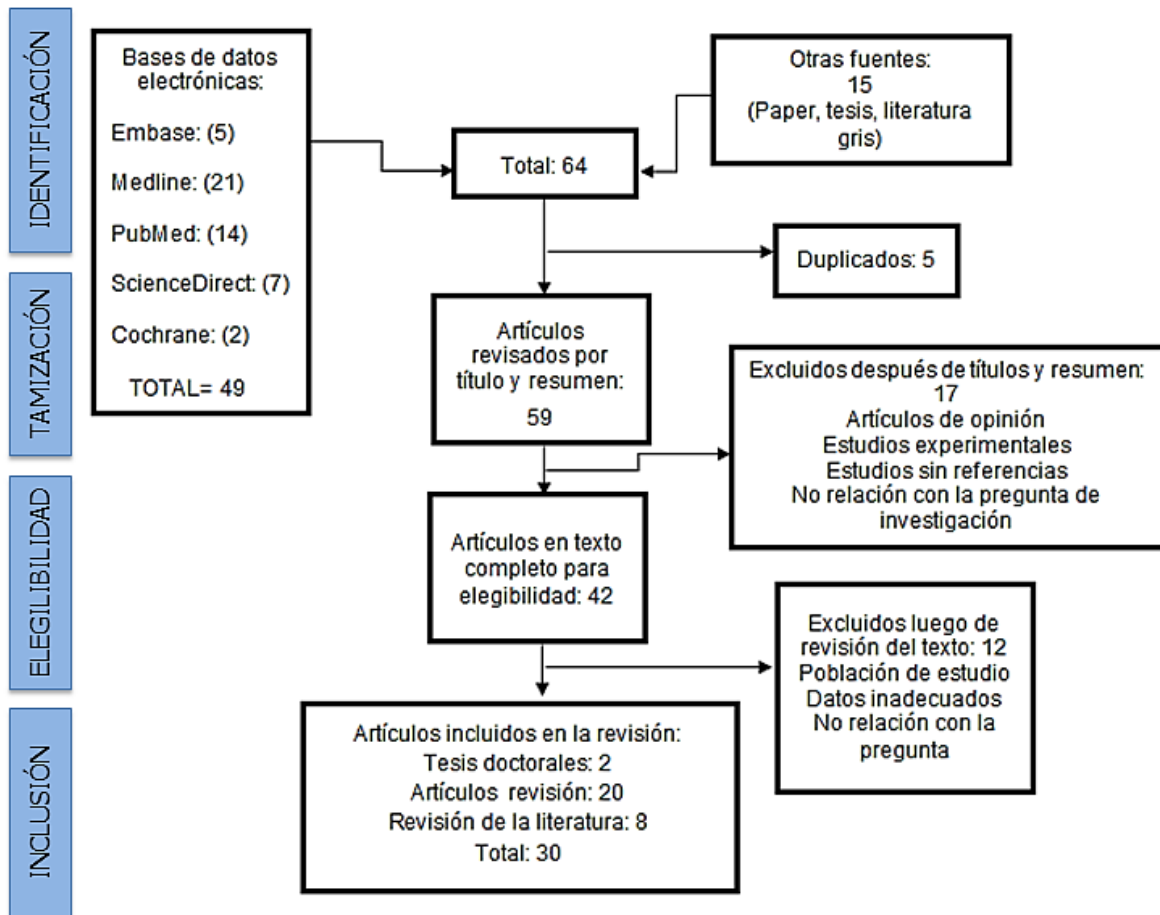 IDENTIFICACIÓN
Bases de datos
electrónicas:
Embase: (5)
Medline: (21)
PubMed: (14)
ScienceDirect: (7)
Cochrane: (2)
TOTAL= 49
Otras fuentes:
15
(Paper, tesis, literatura
gris)
Total: 64
Duplicados: 5
TAMIZACIÓN
Artículos
revisados por
título y resumen:
59
Excluidos después de títulos y resumen:
17
Artículos de opinión
Estudios experimentales
Estudios sin referencias
No relación con la pregunta de
investigación
ELEGILIBILIDAD
Artículos en texto
completo para
elegibilidad: 42
Excluidos luego de
revisión del texto: 12
Población de estudio
Datos inadecuados
No relación con la
pregunta
INCLUSIÓN
Artículos incluidos en la revisión:
Tesis doctorales: 2
Artículos revisión: 20
Revisión de la literatura: 8
Total: 30